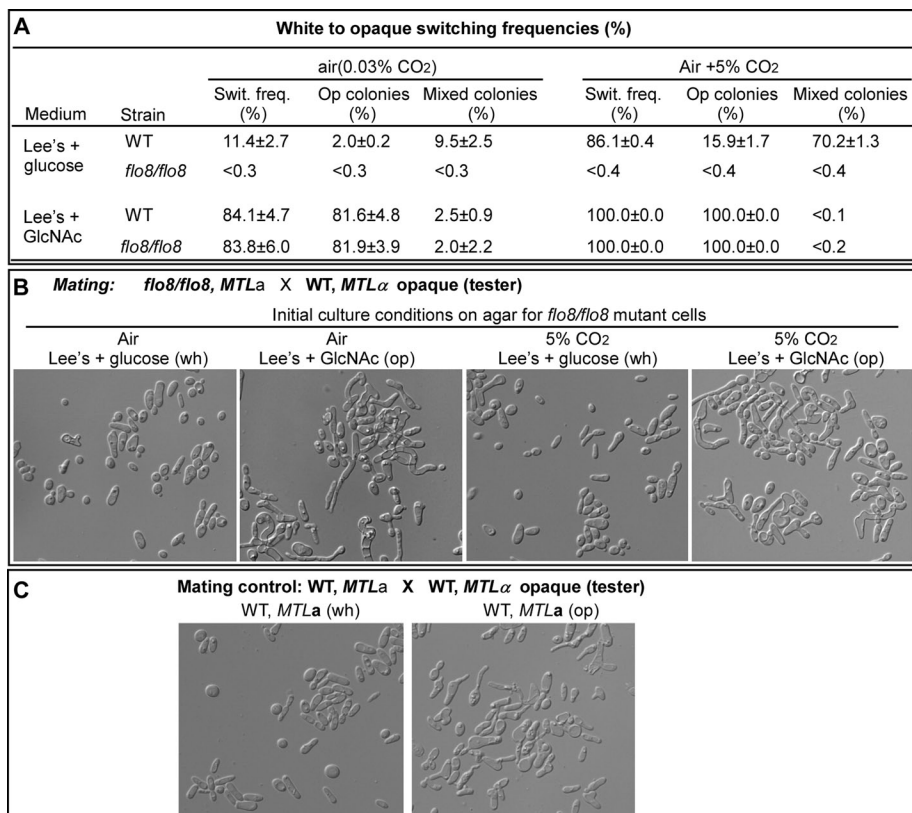 A
White to opaque switching frequencies (%)
air(0.03% CO2) Air +5% CO2
Medium Strain Swit. freq. (%) Op colonies (%) Mixed colonies (%) Swit. freq. (%) Op colonies (%) Mixed colonies (%)
Lee's + glucose WT 11.4±2.7 2.0±0.2 9.5±2.5 86.1±0.4 15.9±1.7 70.2±1.3
flo8/flo8 <0.3 <0.3 <0.3 <0.4 <0.4 <0.4
Lee's + GlcNAc WT 84.1±4.7 81.6±4.8 2.5±0.9 100.0±0.0 100.0±0.0 <0.1
flo8/flo8 83.8±6.0 81.9±3.9 2.0±2.2 100.0±0.0 100.0±0.0 <0.2
B Mating: flo8/flo8, MTLa X WT, MTLα opaque (tester)
Initial culture conditions on agar for flo8/flo8 mutant cells
Air Air 5% CO2 5% CO2
Lee's + glucose (wh) Lee's + GlcNAc (op) Lee's + glucose (wh) Lee's + GlcNAc (op)
C
Mating control: WT, MTLa X WT, MTLα opaque (tester)
WT, MTLa (wh) WT, MTLa (op)